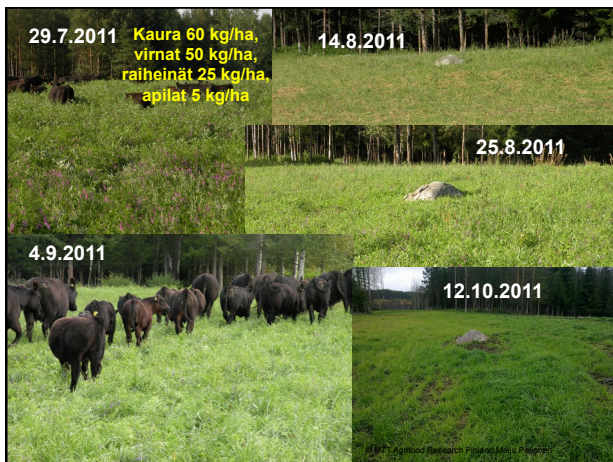 29.7.2011
Kaura 60 kg/ha,
virnat 50 kg/ha,
raiheinät 25 kg/ha,
apilat 5 kg/ha
14.8.2011
25.8.2011
4.9.2011
12.10.2011
MTT Agrifood Research Finland Maiju Pesonen